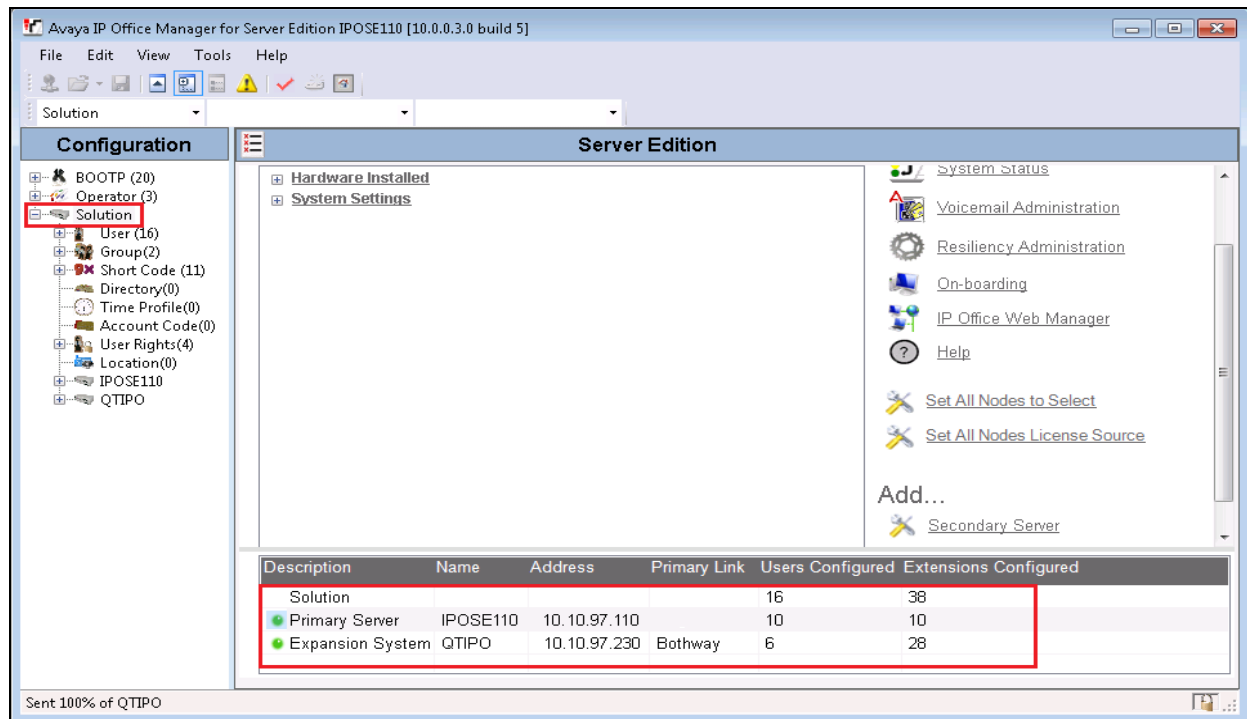 Avaya IP Office Manager for Server Edition IPOSE110 [10.0.0.3.0 build 5]
File Edit View Tools Help
Solution
Configuration
Server Edition
BOOTP (20)
Operator (3)
Solution
User (16)
Group(2)
Short Code (11)
Directory(0)
Time Profile(0)
Account Code(0)
User Rights(4)
Location(0)
IPOSE110
QTIPO
Hardware Installed
System Settings
System Status
Voicemail Administration
Resiliency Administration
On-boarding
IP Office Web Manager
Help
Set All Nodes to Select
Set All Nodes License Source
Add...
Secondary Server
Description Name Address Primary Link Users Configured Extensions Configured
Solution 16 38
Primary Server IPOSE110 10.10.97.110 10 10
Expansion System QTIPO 10.10.97.230 Bothway 6 28
Sent 100% of QTIPO